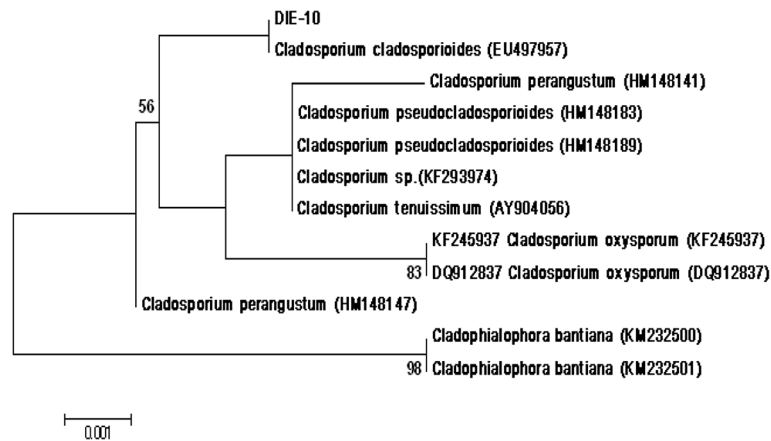 DIE-10
Cladosporium cladosporioides (EU497957)
Cladosporium perangustum (HM148141)
56
Cladosporium pseudocladosporioides (HM148183)
Cladosporium pseudocladosporioides (HM148189)
Cladosporium sp.(KF293974)
Cladosporium tenuissimum (AY904056)
KF245937 Cladosporium oxysporum (KF245937)
83 DQ912837 Cladosporium oxysporum (DQ912837)
Cladosporium perangustum (HM148147)
Cladophialophora bantiana (KM232500)
98 Cladophialophora bantiana (KM232501)
0.001